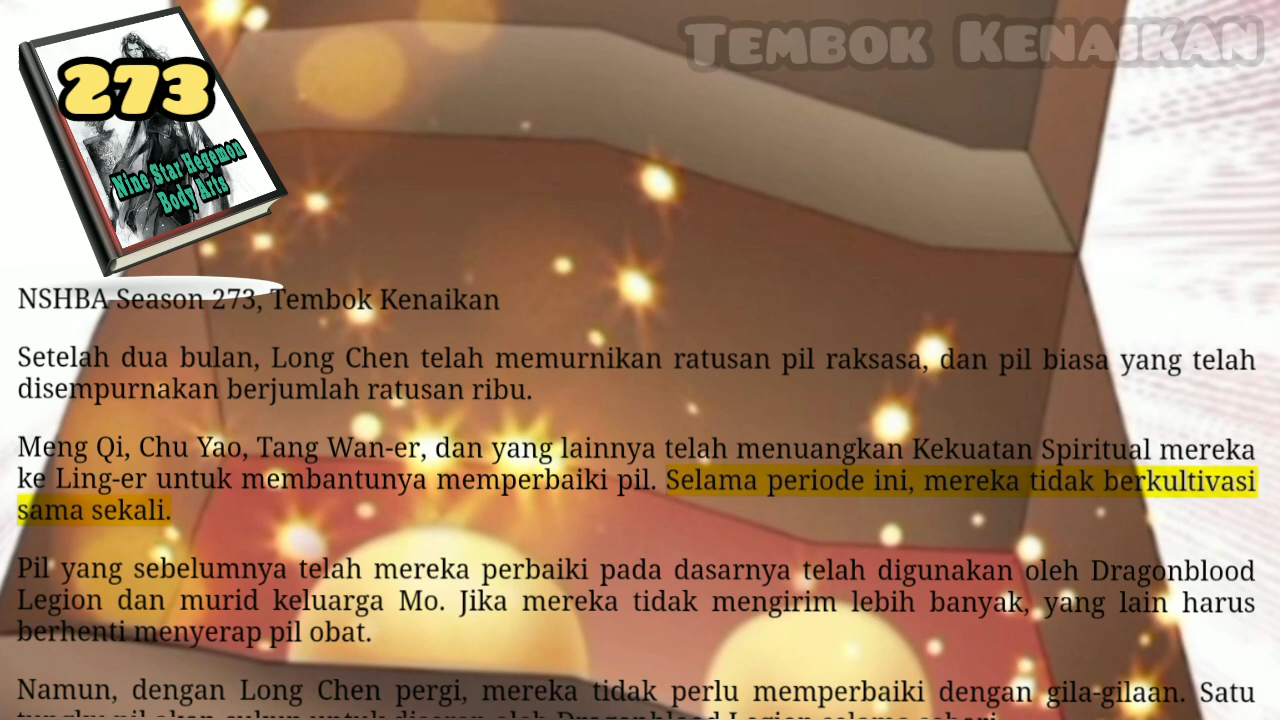 Tembok Kenaikan
273
Nine Star Hegemon
Body Arts
NSHBA Season 273, Tembok Kenaikan
Setelah dua bulan, Long Chen telah memurnikan ratusan pil raksasa, dan pil biasa yang telah
disempurnakan berjumlah ratusan ribu.
Meng Qi, Chu Yao, Tang Wan-er, dan yang lainnya telah menuangkan Kekuatan Spiritual mereka
ke Ling-er untuk membantunya memperbaiki pil. Selama periode ini, mereka tidak berkultivasi
sama sekali.
Pil yang sebelumnya telah mereka perbaiki pada dasarnya telah digunakan oleh Dragonblood
Legion dan murid keluarga Mo. Jika mereka tidak mengirim lebih banyak, yang lain harus
berhenti menyerap pil obat.
Namun, dengan Long Chen pergi, mereka tidak perlu memperbaiki dengan gila-gilaan. Satu